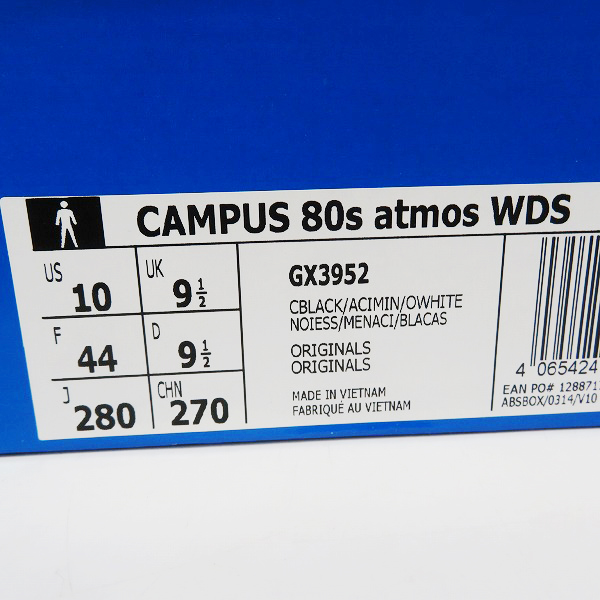 CAMPUS 80s atmos WDS
US 10 UK 9 1/2
F 44 D 9 1/2
J 280 CHN 270
GX3952
CBLACK/ACIMIN/OWHITE
NOIESS/MENACI/BLACAS
ORIGINALS
ORIGINALS
MADE IN VIETNAM
FABRIQUÉ AU VIETNAM
4 065424
EAN PO# 128871
ABSBOX/0314/V10